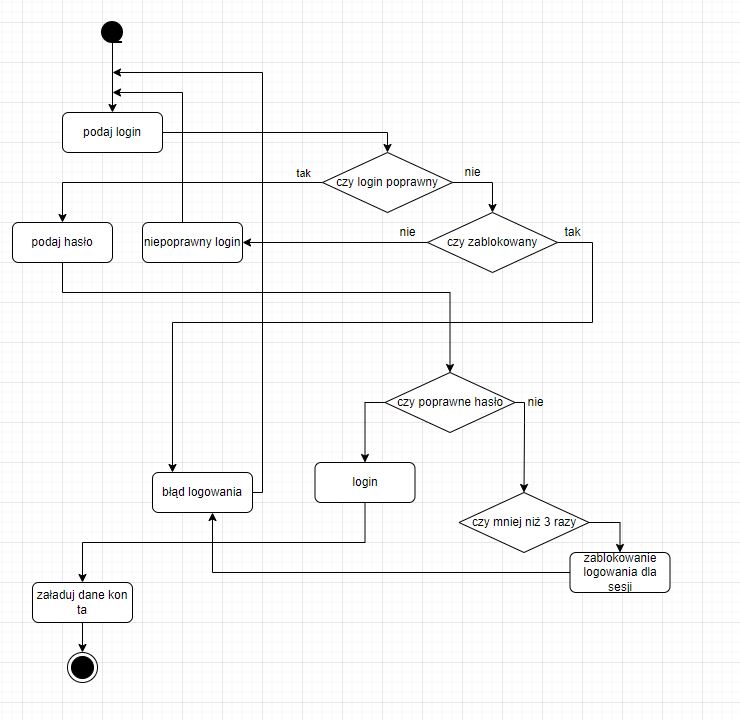 podaj login
tak
czy login poprawny
nie
podaj hasło
niepoprawny login
nie
czy zablokowany
tak
czy poprawne hasło
nie
błąd logowania
login
czy mniej niż 3 razy
zablokowanie
logowania dla
sesji
załaduj dane kon
ta